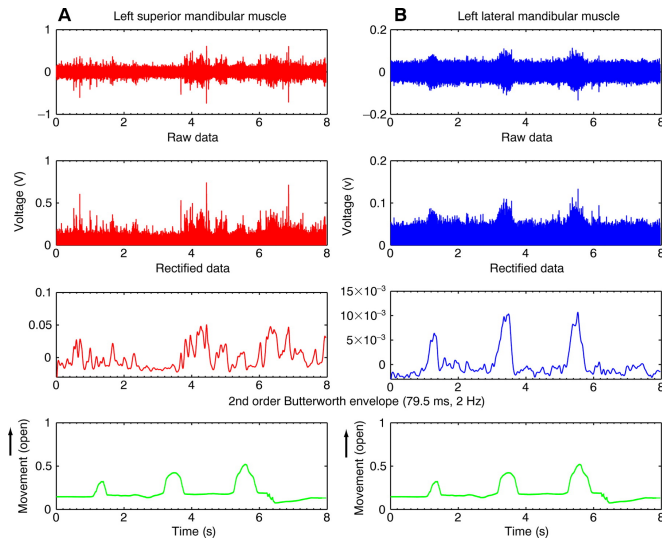 A
Left superior mandibular muscle
1
0
−1
0 2 4 6 8
Raw data
Voltage (V)
1
0.5
0
0 2 4 6 8
Rectified data
0.1
0.05
0
0 2 4 6 8
B
Left lateral mandibular muscle
0.2
0
−0.2
0 2 4 6 8
Raw data
Voltage (v)
0.2
0.1
0
0 2 4 6 8
Rectified data
15×10⁻³
10×10⁻³
5×10⁻³
0
0 2 4 6 8
2nd order Butterworth envelope (79.5 ms, 2 Hz)
Movement (open)
1
0.5
0
0 2 4 6 8
Time (s)
Movement (open)
1
0.5
0
0 2 4 6 8
Time (s)